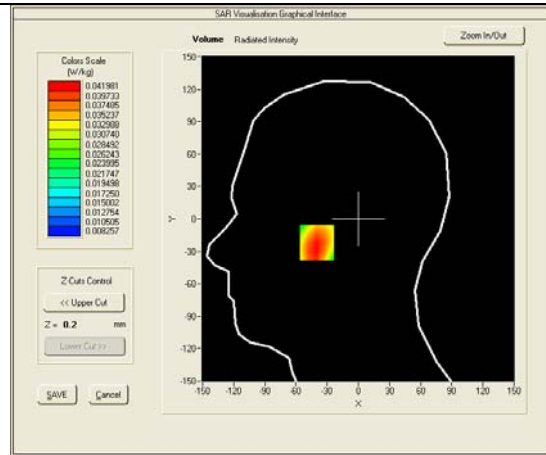 SAR Visualisation Graphical Interface
Volume Radiated Intensity
Zoom In/Out
Colors Scale
(W/kg)
0.041981
0.039733
0.037485
0.035237
0.032988
0.030740
0.028492
0.026243
0.023995
0.021747
0.019498
0.017250
0.015002
0.012754
0.010505
0.008257
Z Cuts Control
<< Upper Cut
Z = 0.2 mm
Lower Cut >>
SAVE Cancel
150
120
90
60
30
0
-30
-60
-90
-120
-150
Y
-150 -120 -90 -60 -30 0 30 60 90 120 150
X